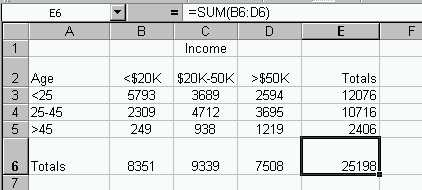 E6 = =SUM(B6:D6)
A B C D E F
1 Income
2 Age <$20K $20K-50K >$50K Totals
3 <25 5793 3689 2594 12076
4 25-45 2309 4712 3695 10716
5 >45 249 938 1219 2406
6 Totals 8351 9339 7508 25198
7